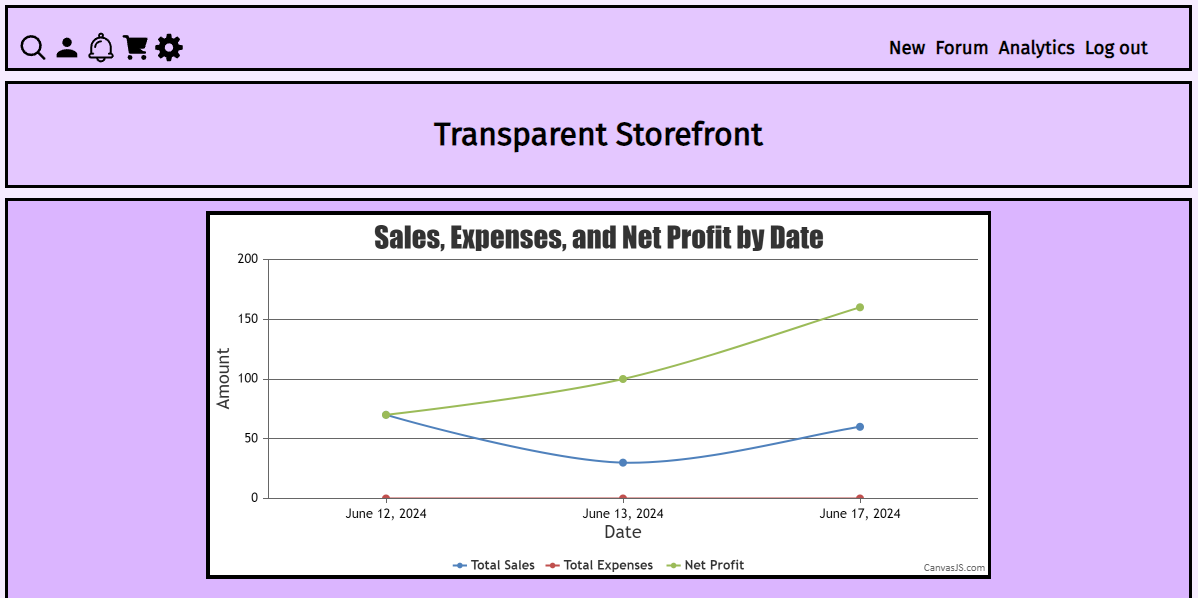 New Forum Analytics Log out
Transparent Storefront
Sales, Expenses, and Net Profit by Date
200
150
100
50
0
Amount
June 12, 2024 June 13, 2024 June 17, 2024
Date
Total Sales Total Expenses Net Profit
CanvasJS.com